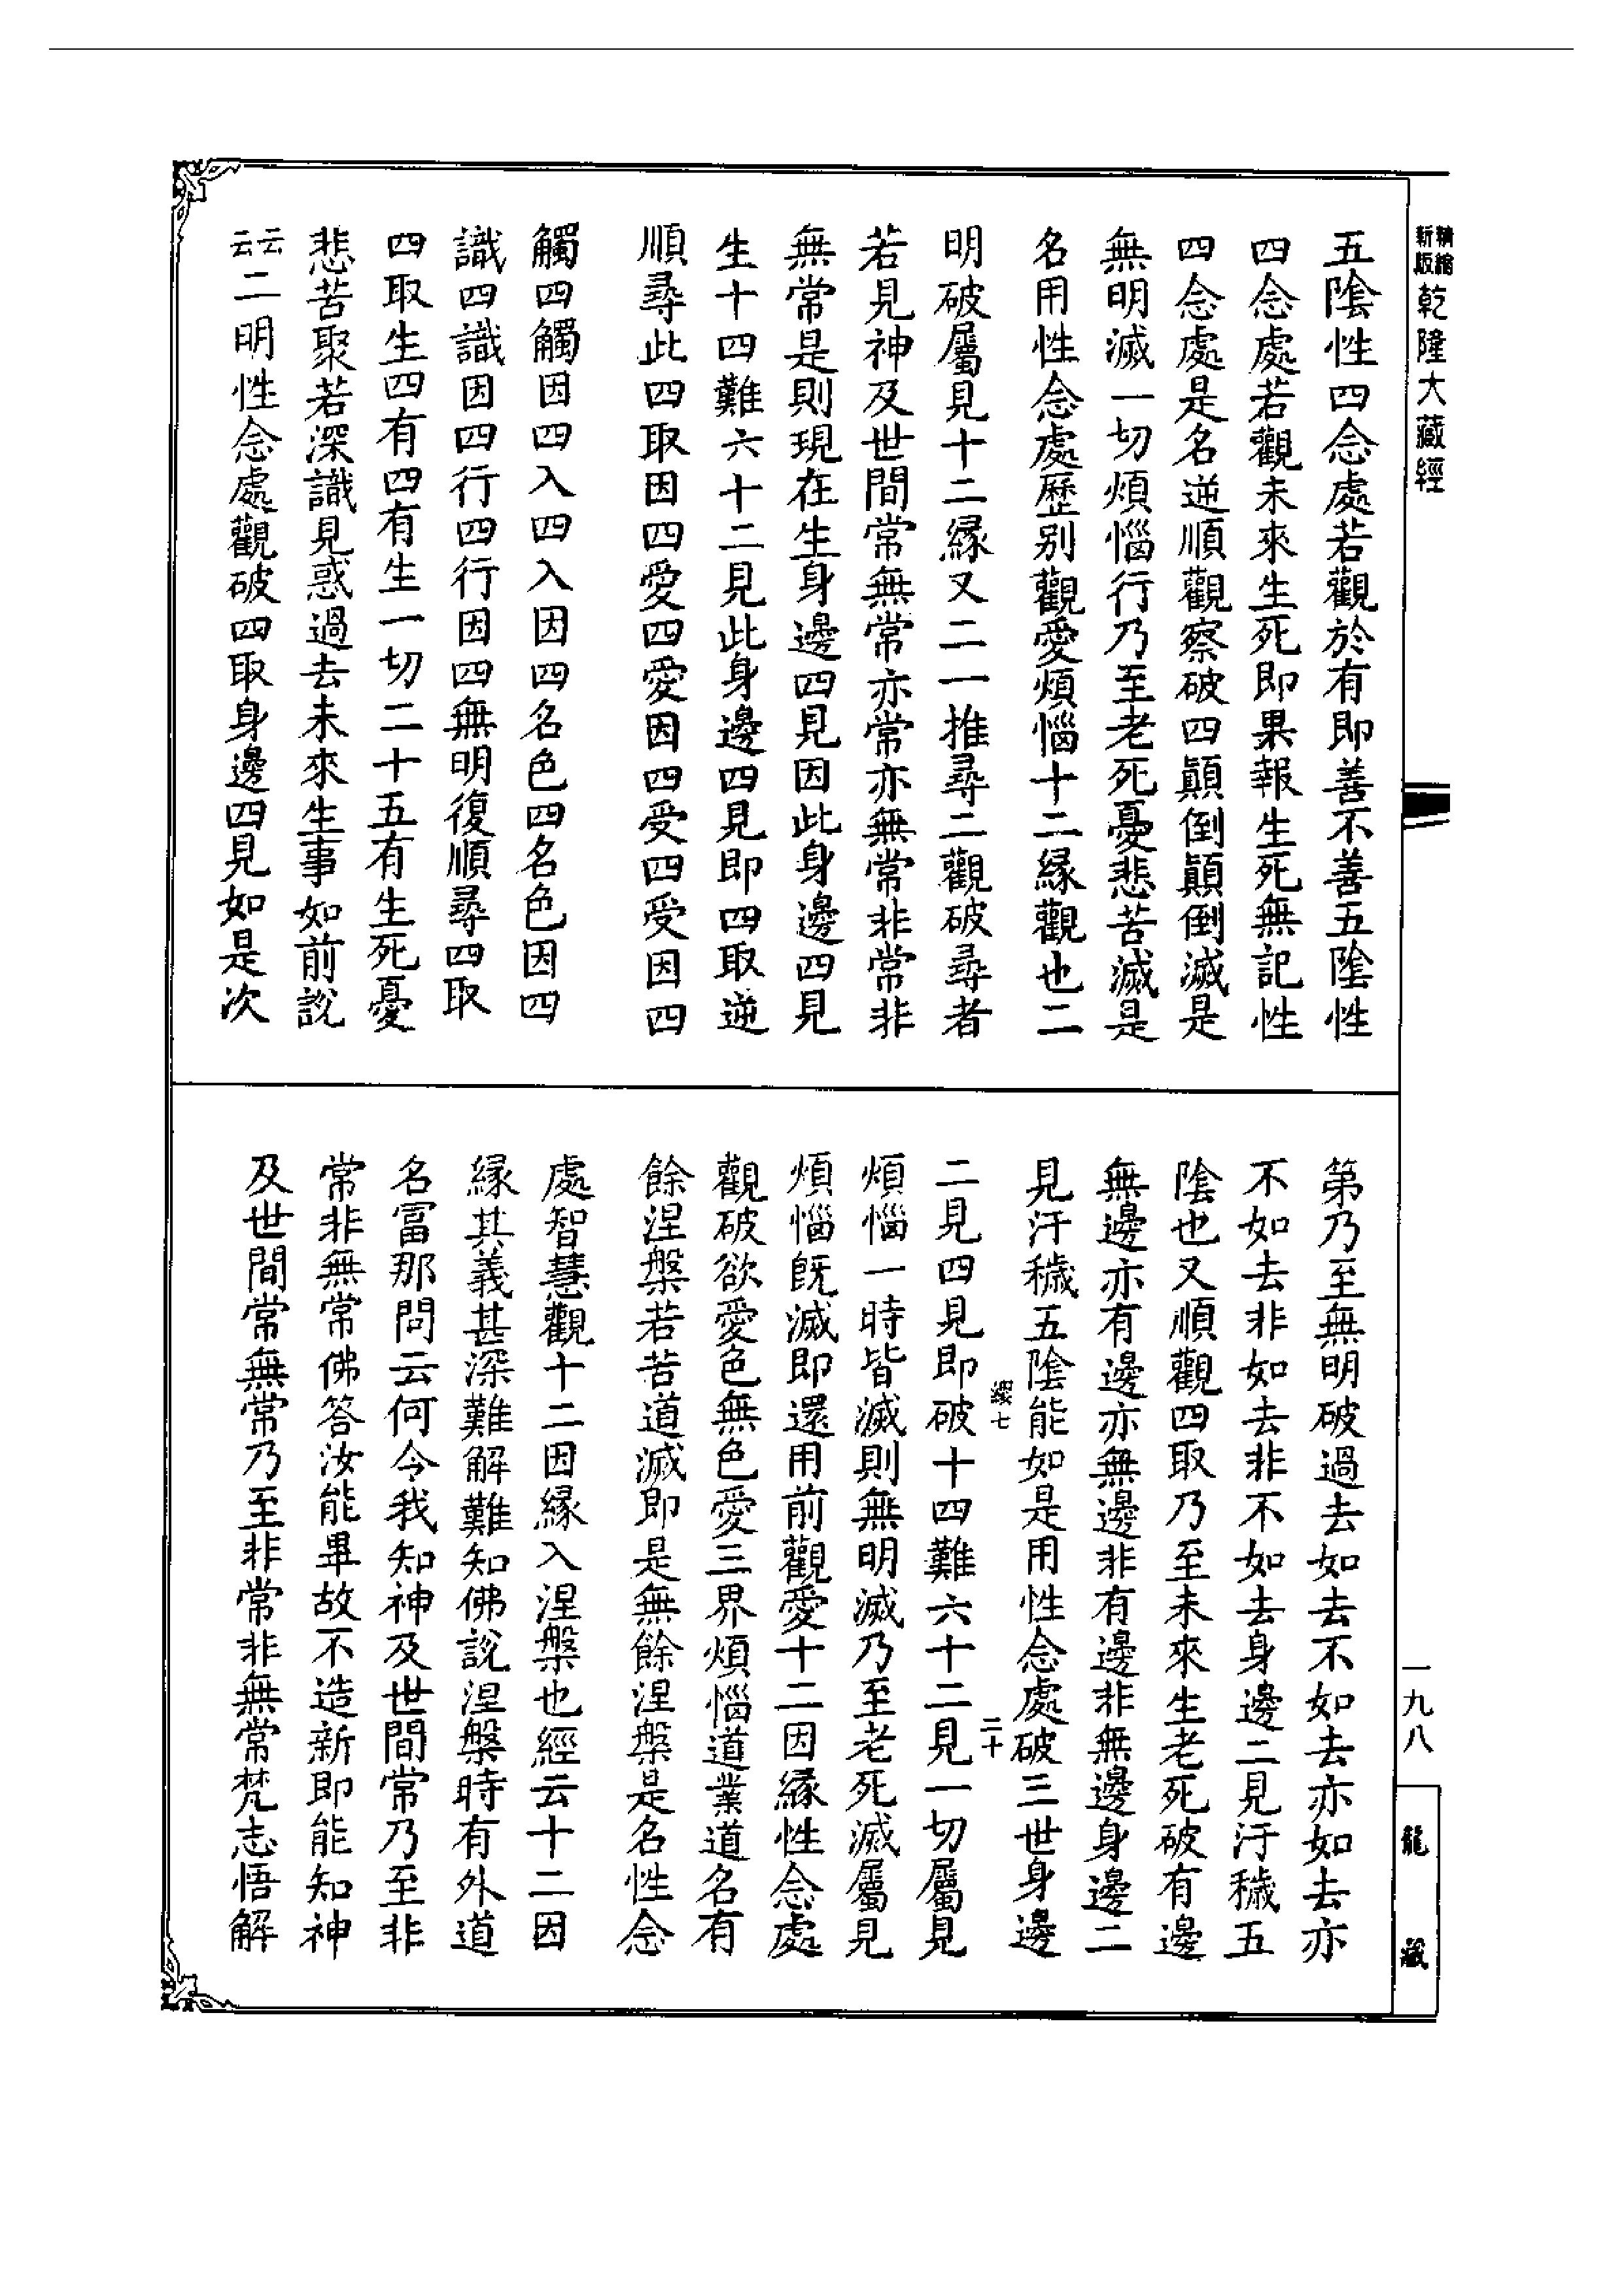 精繪
新版
乾隆大藏經
五陰性四念處若觀於有即善不善五陰性
四念處若觀未來生死即果報生死無記性
四念處是名逆順觀察破四顛倒顛倒滅是
無明滅一切煩惱行乃至老死憂悲苦滅是
名用性念處歷別觀愛煩惱十二緣觀也二
明破屬見十二緣又二一推尋二觀破尋者
若見神及世間常無常亦常亦無常非常非
無常是則現在生身邊四見因此身邊四見
生十四難六十二見此身邊四見即四取逆
順尋此四取因四愛四愛因四受四受因四
觸四觸因四入四入因四名色四名色因四
識四識因四行四行因四無明復順尋四取
四取生四有四有生一切二十五有生死憂
悲苦聚若深識見惑過去未來生事如前說
云云二明性念處觀破四取身邊四見如是次
第乃至無明破過去如去不如去亦如去亦
不如去非如去非不如去身邊二見汙穢五
陰也又順觀四取乃至未來生老死破有邊
無邊亦有邊亦無邊非有邊非無邊身邊二
見汙穢五陰能如是用性念處破三世身邊
二見四見即破十四難六十二見一切屬見
煩惱一時皆滅則無明滅乃至老死滅屬見
煩惱既滅即還用前觀愛十二因緣性念處
觀破欲愛色無色愛三界煩惱道業道名有
餘涅槃若苦道滅即是無餘涅槃是名性念
處智慧觀十二因緣入涅槃也經云十二因
緣其義甚深難解難知佛說涅槃時有外道
名富那問云何今我知神及世間常乃至非
常非無常佛答汝能畢故不造新即能知神
及世間常無常乃至非常非無常梵志悟解
七
二十
一九八
龍藏